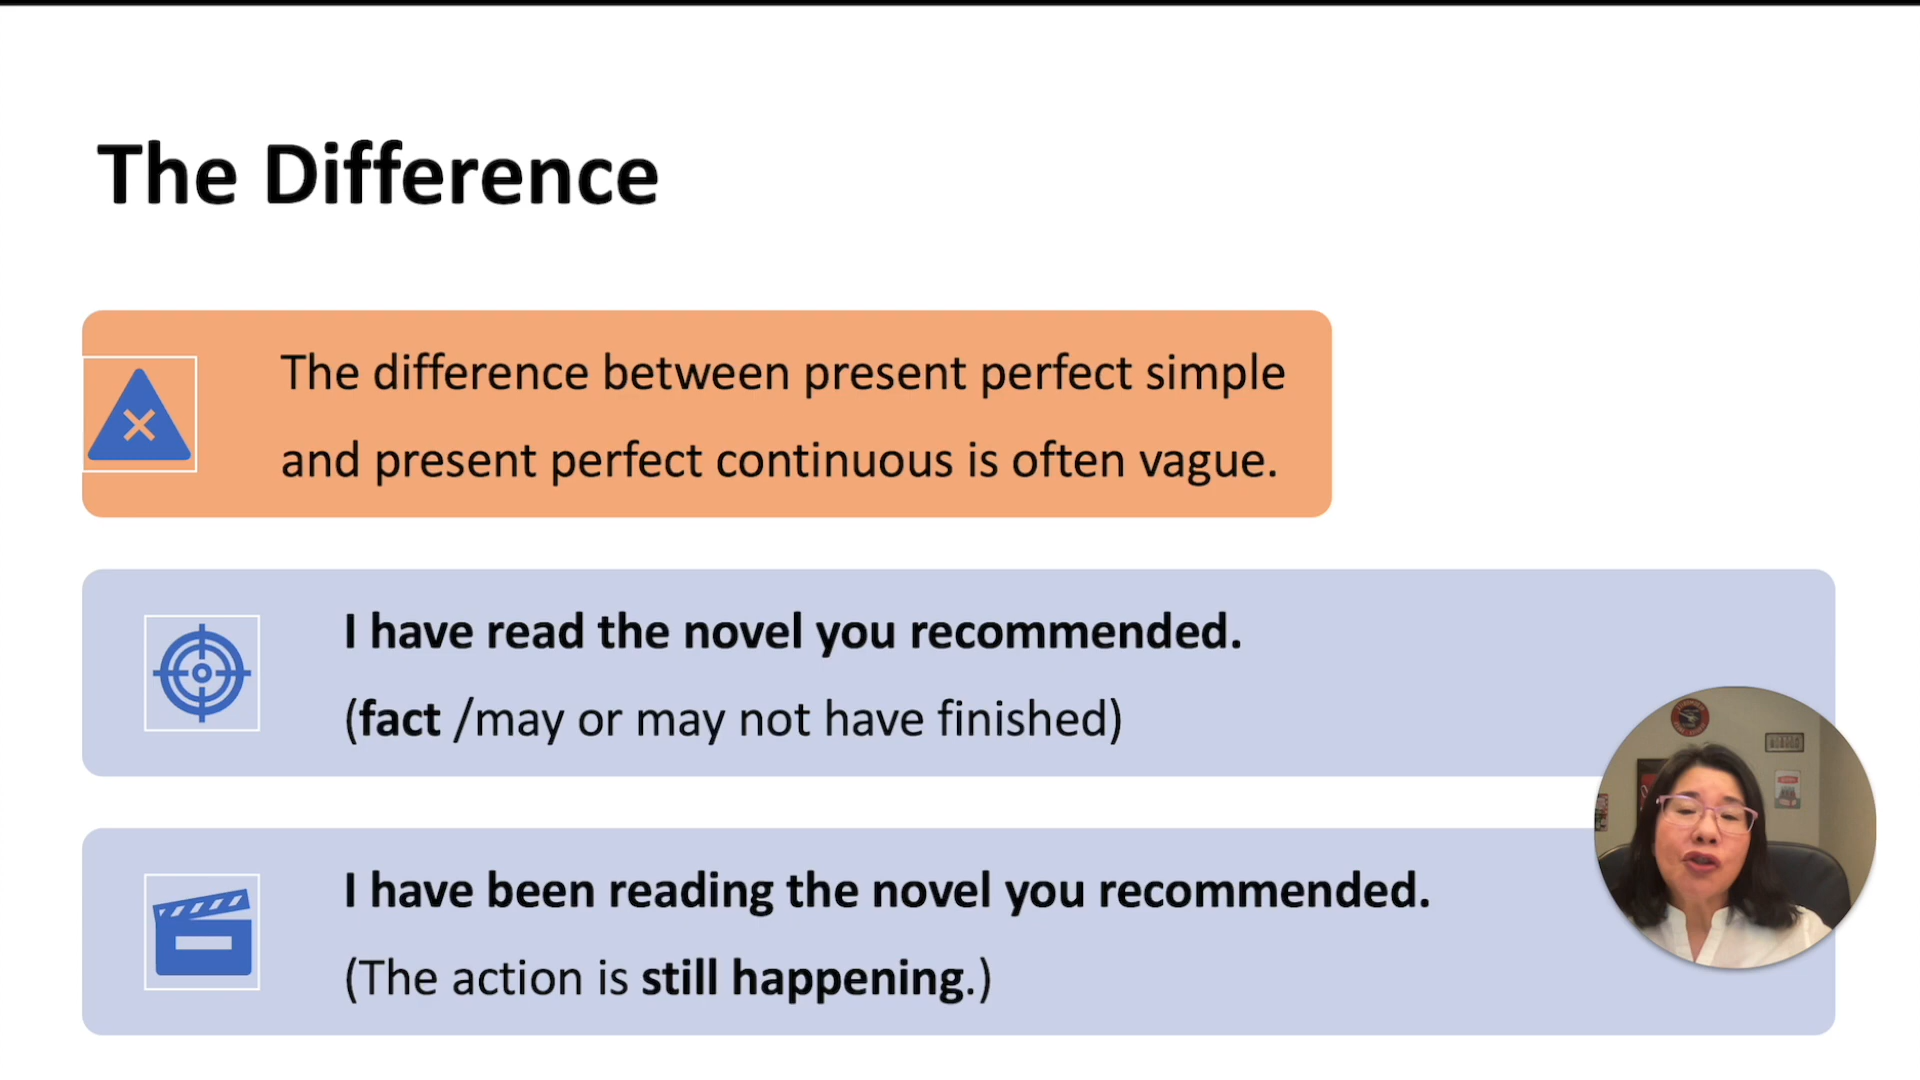 The Difference
The difference between present perfect simple
and present perfect continuous is often vague.
I have read the novel you recommended.
(fact /may or may not have finished)
I have been reading the novel you recommended.
(The action is still happening.)